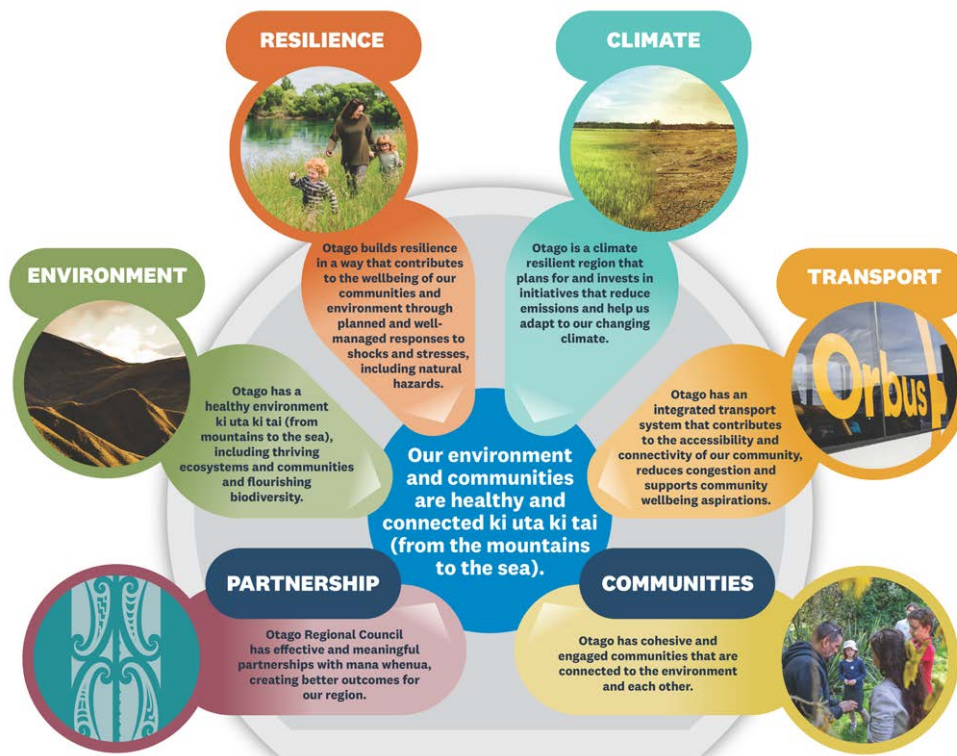 RESILIENCE
Otago builds resilience
in a way that contributes
to the wellbeing of our
communities and
environment through
planned and well-
managed responses to
shocks and stresses,
including natural
hazards.
CLIMATE
Otago is a climate
resilient region that
plans for and invests in
initiatives that reduce
emissions and help us
adapt to our changing
climate.
ENVIRONMENT
Otago has a
healthy environment
ki uta ki tai (from
mountains to the sea),
including thriving
ecosystems and communities
and flourishing
biodiversity.
TRANSPORT
Orbus
Otago has an
integrated transport
system that contributes
to the accessibility and
connectivity of our community,
reduces congestion and
supports community
wellbeing aspirations.
Our environment
and communities
are healthy and
connected ki uta ki tai
(from the mountains
to the sea).
PARTNERSHIP
Otago Regional Council
has effective and meaningful
partnerships with mana whenua,
creating better outcomes for
our region.
COMMUNITIES
Otago has cohesive and
engaged communities that are
connected to the environment
and each other.